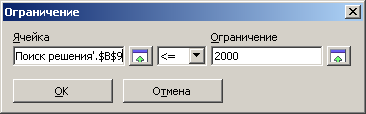 Ограничение
Ячейка Ограничение
Поиск решения'.$B$9 <= 2000
OK Отмена